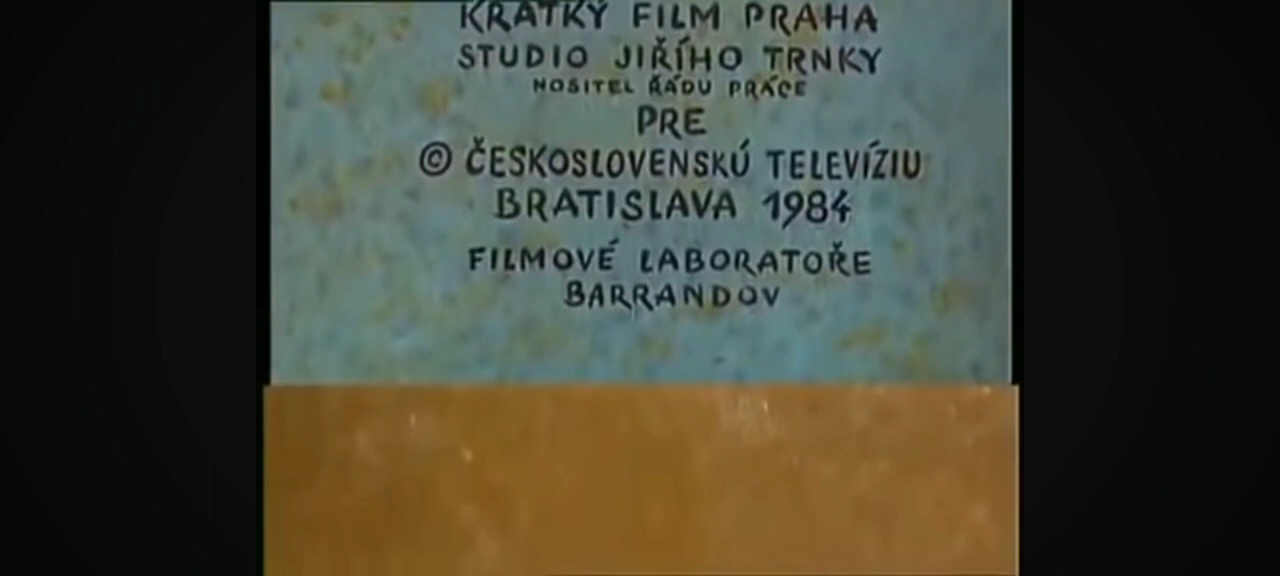 KRÁTKÝ FILM PRAHA
STUDIO JIŘÍHO TRNKY
NOSITEL ŘÁDU PRÁCE
PRE
© ČESKOSLOVENSKÚ TELEVÍZIU
BRATISLAVA 1984
FILMOVÉ LABORATOŘE
BARRANDOV